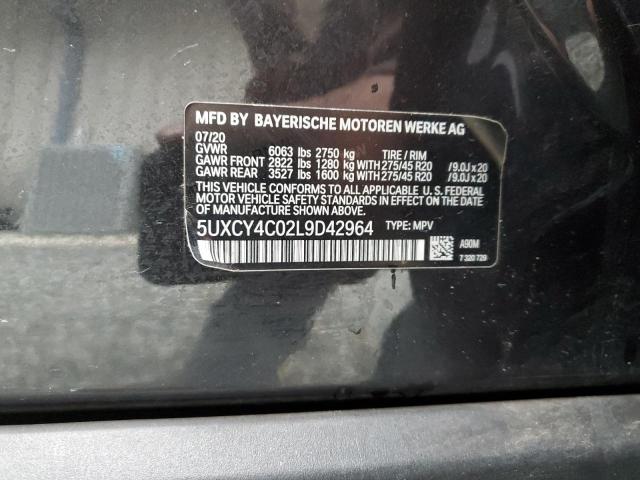 MFD BY BAYERISCHE MOTOREN WERKE AG
07/20
GVWR 6063 lbs 2750 kg TIRE / RIM
GAWR FRONT 2822 lbs 1280 kg WITH 275/45 R20 /9.0J x 20
GAWR REAR 3527 lbs 1600 kg WITH 275/45 R20 /9.0J x 20
THIS VEHICLE CONFORMS TO ALL APPLICABLE U. S. FEDERAL
MOTOR VEHICLE SAFETY STANDARDS IN EFFECT ON THE
DATE OF MANUFACTURE SHOWN ABOVE.
5UXCY4C02L9D42964 TYPE: MPV
A90M
7 320 729